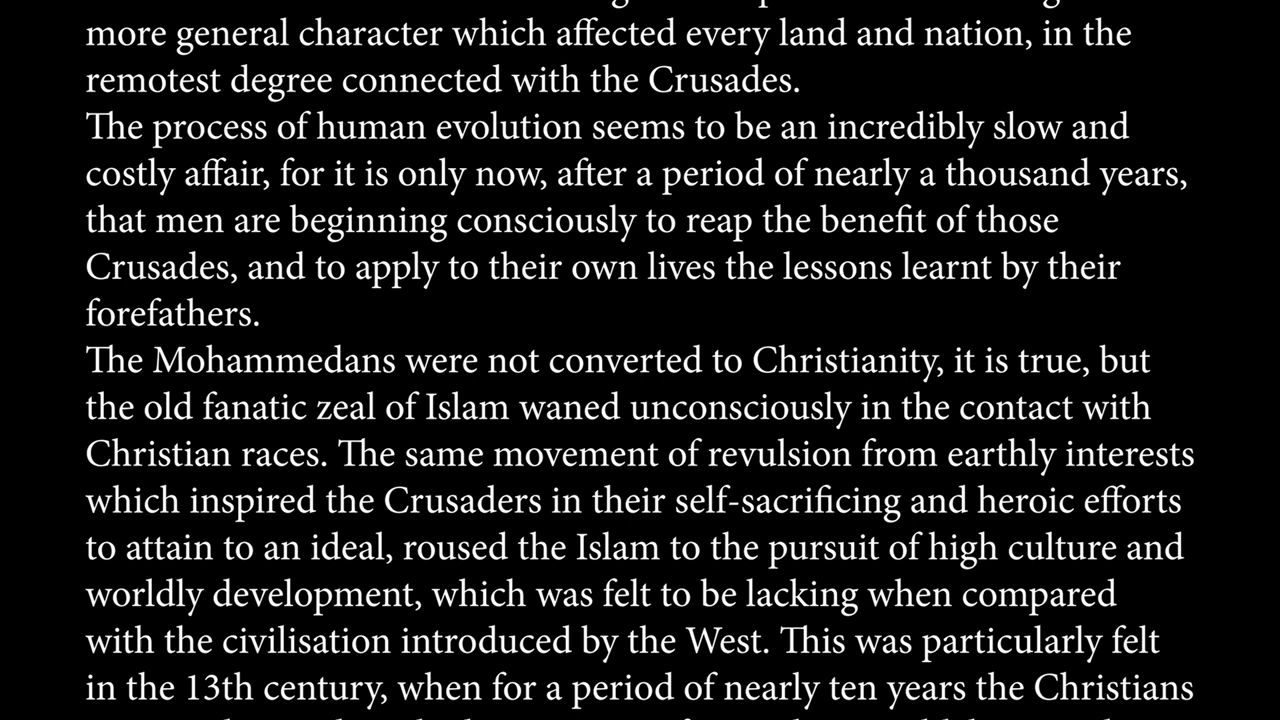 more general character which affected every land and nation, in the
remotest degree connected with the Crusades.
The process of human evolution seems to be an incredibly slow and
costly affair, for it is only now, after a period of nearly a thousand years,
that men are beginning consciously to reap the benefit of those
Crusades, and to apply to their own lives the lessons learnt by their
forefathers.
The Mohammedans were not converted to Christianity, it is true, but
the old fanatic zeal of Islam waned unconsciously in the contact with
Christian races. The same movement of revulsion from earthly interests
which inspired the Crusaders in their self-sacrificing and heroic efforts
to attain to an ideal, roused the Islam to the pursuit of high culture and
worldly development, which was felt to be lacking when compared
with the civilisation introduced by the West. This was particularly felt
in the 13th century, when for a period of nearly ten years the Christians